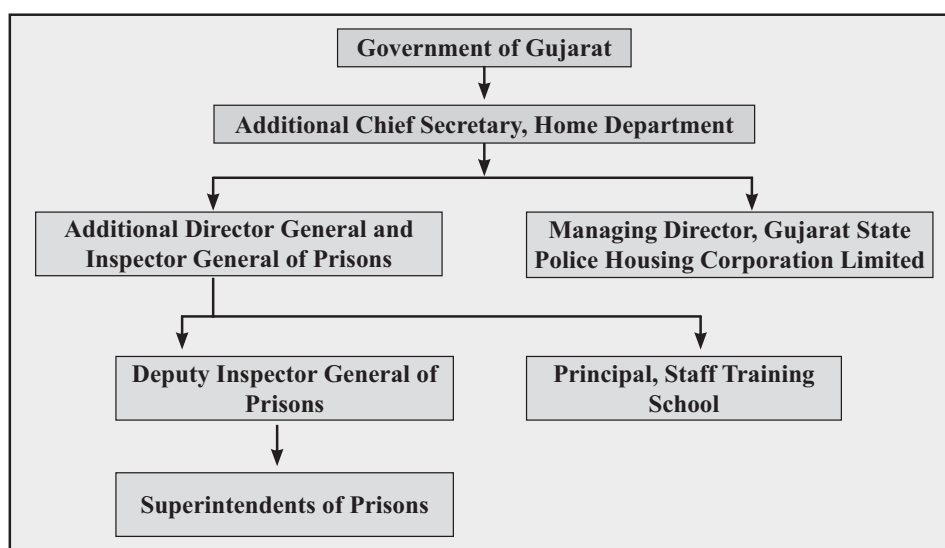 Government of Gujarat
Additional Chief Secretary, Home Department
Additional Director General and
Inspector General of Prisons
Managing Director, Gujarat State
Police Housing Corporation Limited
Deputy Inspector General of
Prisons
Principal, Staff Training
School
Superintendents of Prisons